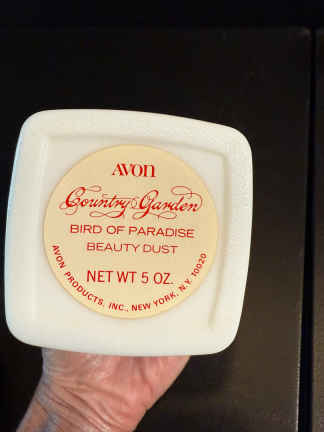 AVON
Country Garden
BIRD OF PARADISE
BEAUTY DUST
NET WT 5 OZ.
AVON PRODUCTS, INC., NEW YORK, N.Y. 10020